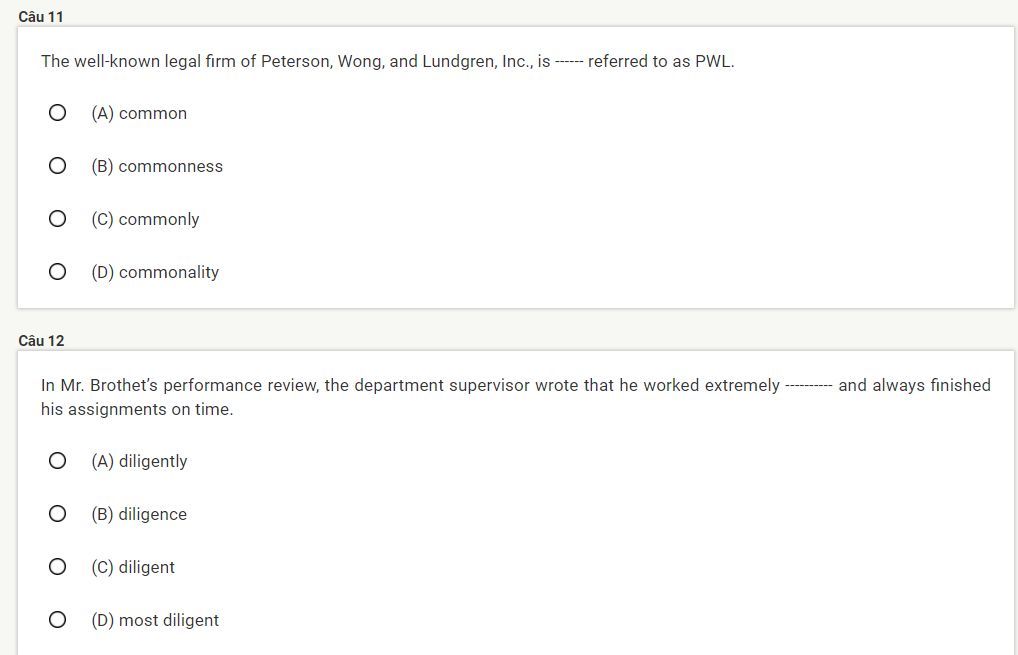 Câu 11
The well-known legal firm of Peterson, Wong, and Lundgren, Inc., is ------ referred to as PWL.
(A) common
(B) commonness
(C) commonly
(D) commonality
Câu 12
In Mr. Brothet’s performance review, the department supervisor wrote that he worked extremely ---------- and always finished
his assignments on time.
(A) diligently
(B) diligence
(C) diligent
(D) most diligent